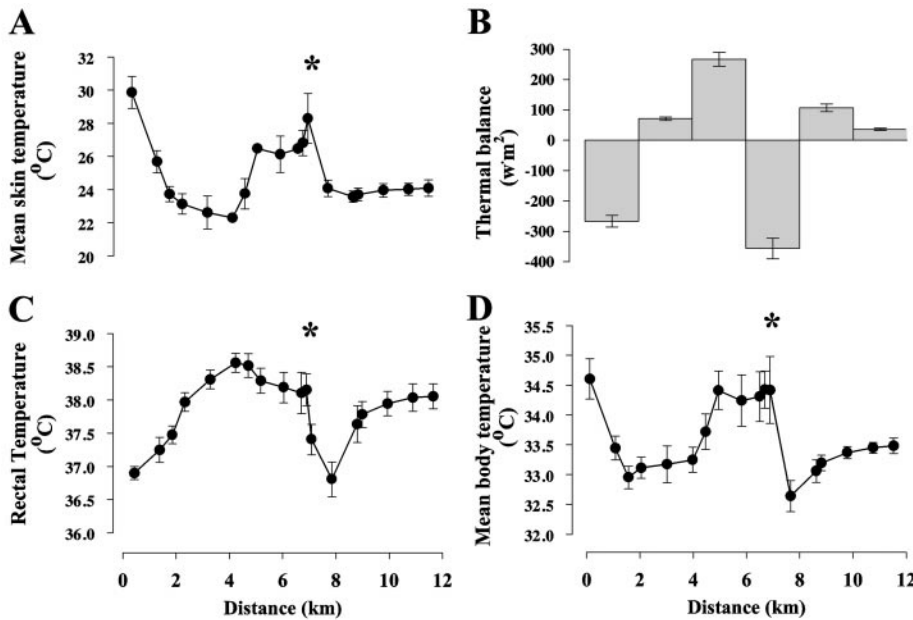 A
*
32
30
28
26
24
22
20
Mean skin temperature
(⁰C)
B
300
200
100
0
-100
-200
-300
-400
Thermal balance
(w·m²)
C
*
39.0
38.5
38.0
37.5
37.0
36.5
36.0
Rectal Temperature
(⁰C)
0 2 4 6 8 10 12
Distance (km)
D
*
35.5
35.0
34.5
34.0
33.5
33.0
32.5
32.0
Mean body temperature
(⁰C)
0 2 4 6 8 10 12
Distance (km)